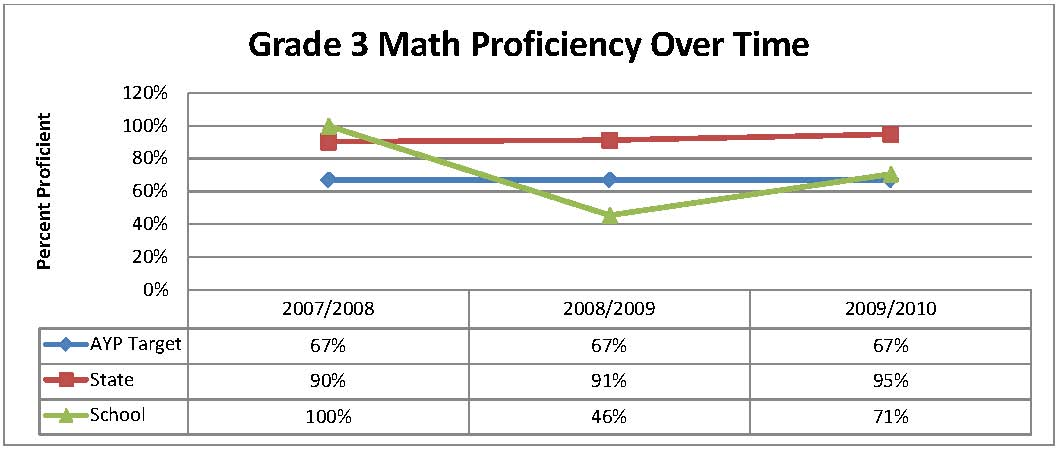 Grade 3 Math Proficiency Over Time
Percent Proficient
120%
100%
80%
60%
40%
20%
0%
2007/2008 2008/2009 2009/2010
AYP Target 67% 67% 67%
State 90% 91% 95%
School 100% 46% 71%